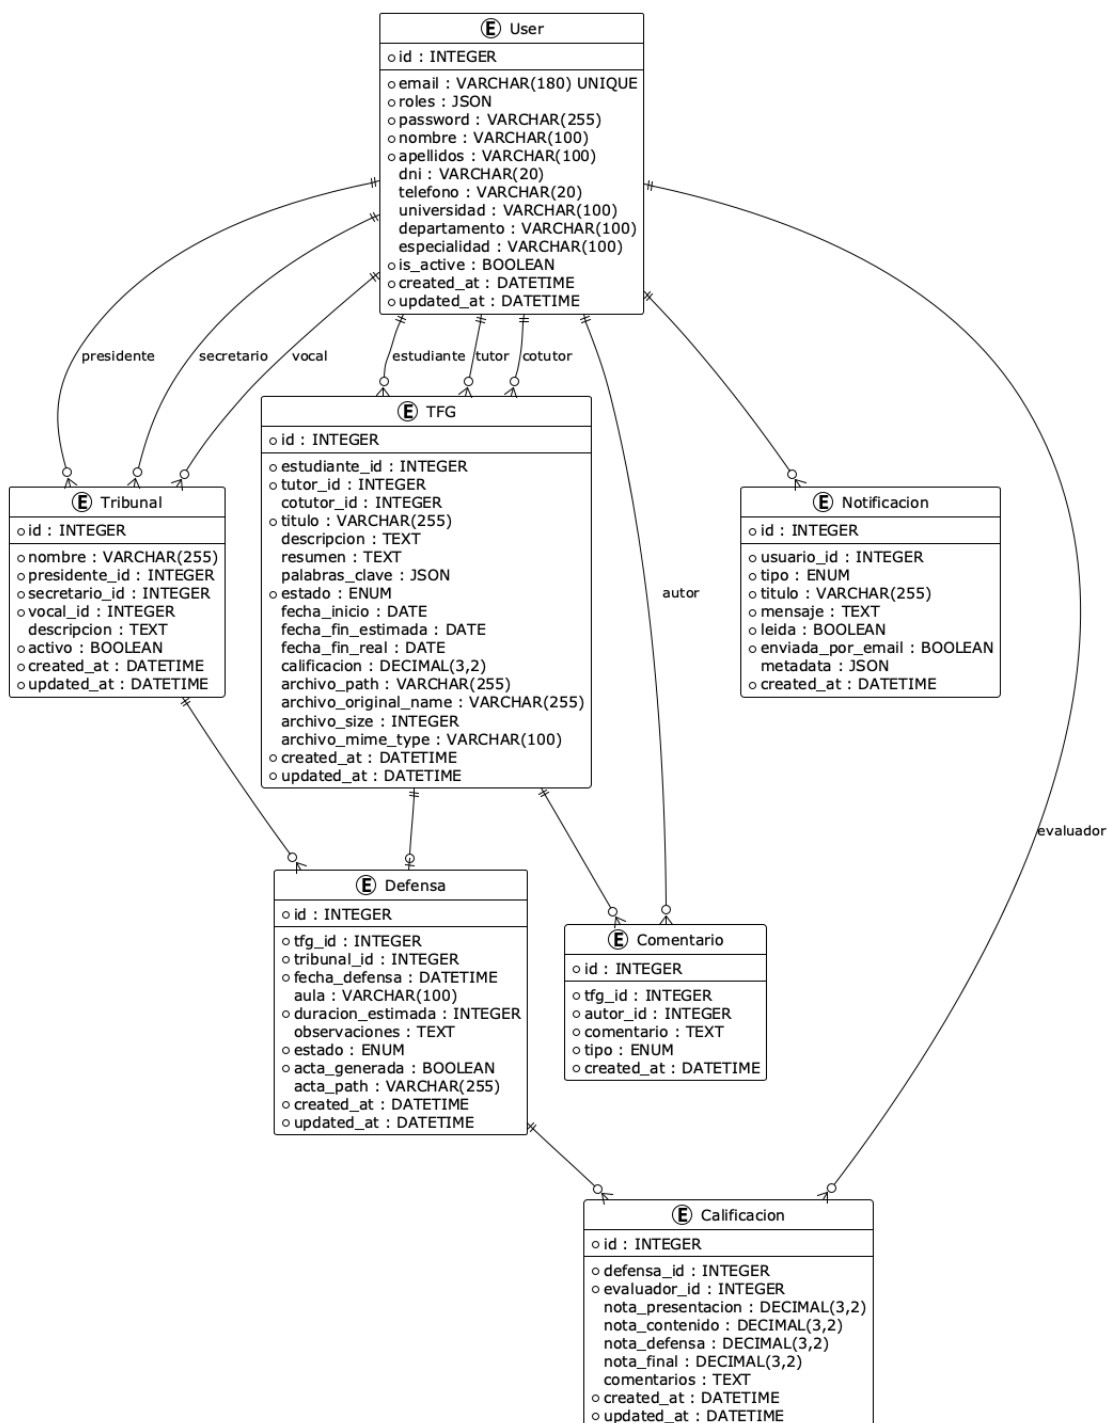 E User
id : INTEGER
email : VARCHAR(180) UNIQUE
roles : JSON
password : VARCHAR(255)
nombre : VARCHAR(100)
apellidos : VARCHAR(100)
dni : VARCHAR(20)
telefono : VARCHAR(20)
universidad : VARCHAR(100)
departamento : VARCHAR(100)
especialidad : VARCHAR(100)
is_active : BOOLEAN
created_at : DATETIME
updated_at : DATETIME
presidente
secretario
vocal
estudiante
tutor
cotutor
E TFG
id : INTEGER
estudiante_id : INTEGER
tutor_id : INTEGER
cotutor_id : INTEGER
titulo : VARCHAR(255)
descripcion : TEXT
resumen : TEXT
palabras_clave : JSON
estado : ENUM
fecha_inicio : DATE
fecha_fin_estimada : DATE
fecha_fin_real : DATE
calificacion : DECIMAL(3,2)
archivo_path : VARCHAR(255)
archivo_original_name : VARCHAR(255)
archivo_size : INTEGER
archivo_mime_type : VARCHAR(100)
created_at : DATETIME
updated_at : DATETIME
E Tribunal
id : INTEGER
nombre : VARCHAR(255)
presidente_id : INTEGER
secretario_id : INTEGER
vocal_id : INTEGER
descripcion : TEXT
activo : BOOLEAN
created_at : DATETIME
updated_at : DATETIME
E Notificacion
id : INTEGER
usuario_id : INTEGER
tipo : ENUM
titulo : VARCHAR(255)
mensaje : TEXT
leida : BOOLEAN
enviada_por_email : BOOLEAN
metadata : JSON
created_at : DATETIME
autor
evaluador
E Defensa
id : INTEGER
tfg_id : INTEGER
tribunal_id : INTEGER
fecha_defensa : DATETIME
aula : VARCHAR(100)
duracion_estimada : INTEGER
observaciones : TEXT
estado : ENUM
acta_generada : BOOLEAN
acta_path : VARCHAR(255)
created_at : DATETIME
updated_at : DATETIME
E Comentario
id : INTEGER
tfg_id : INTEGER
autor_id : INTEGER
comentario : TEXT
tipo : ENUM
created_at : DATETIME
E Calificacion
id : INTEGER
defensa_id : INTEGER
evaluador_id : INTEGER
nota_presentacion : DECIMAL(3,2)
nota_contenido : DECIMAL(3,2)
nota_defensa : DECIMAL(3,2)
nota_final : DECIMAL(3,2)
comentarios : TEXT
created_at : DATETIME
updated_at : DATETIME